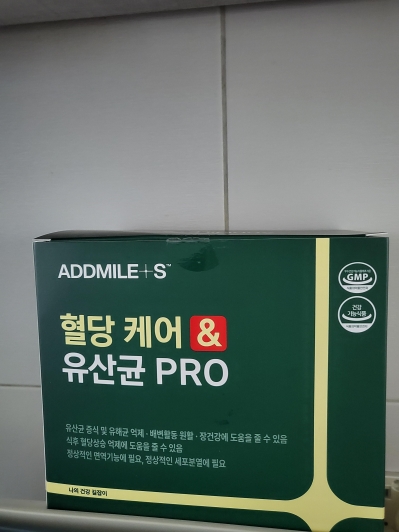 ADDMILE+S™
혈당 케어 &
유산균 PRO
유산균 증식 및 유해균 억제 · 배변활동 원활 · 장건강에 도움을 줄 수 있음
식후 혈당상승 억제에 도움을 줄 수 있음
정상적인 면역기능에 필요, 정상적인 세포분열에 필요
나의 건강 길잡이
GMP
건강
기능식품